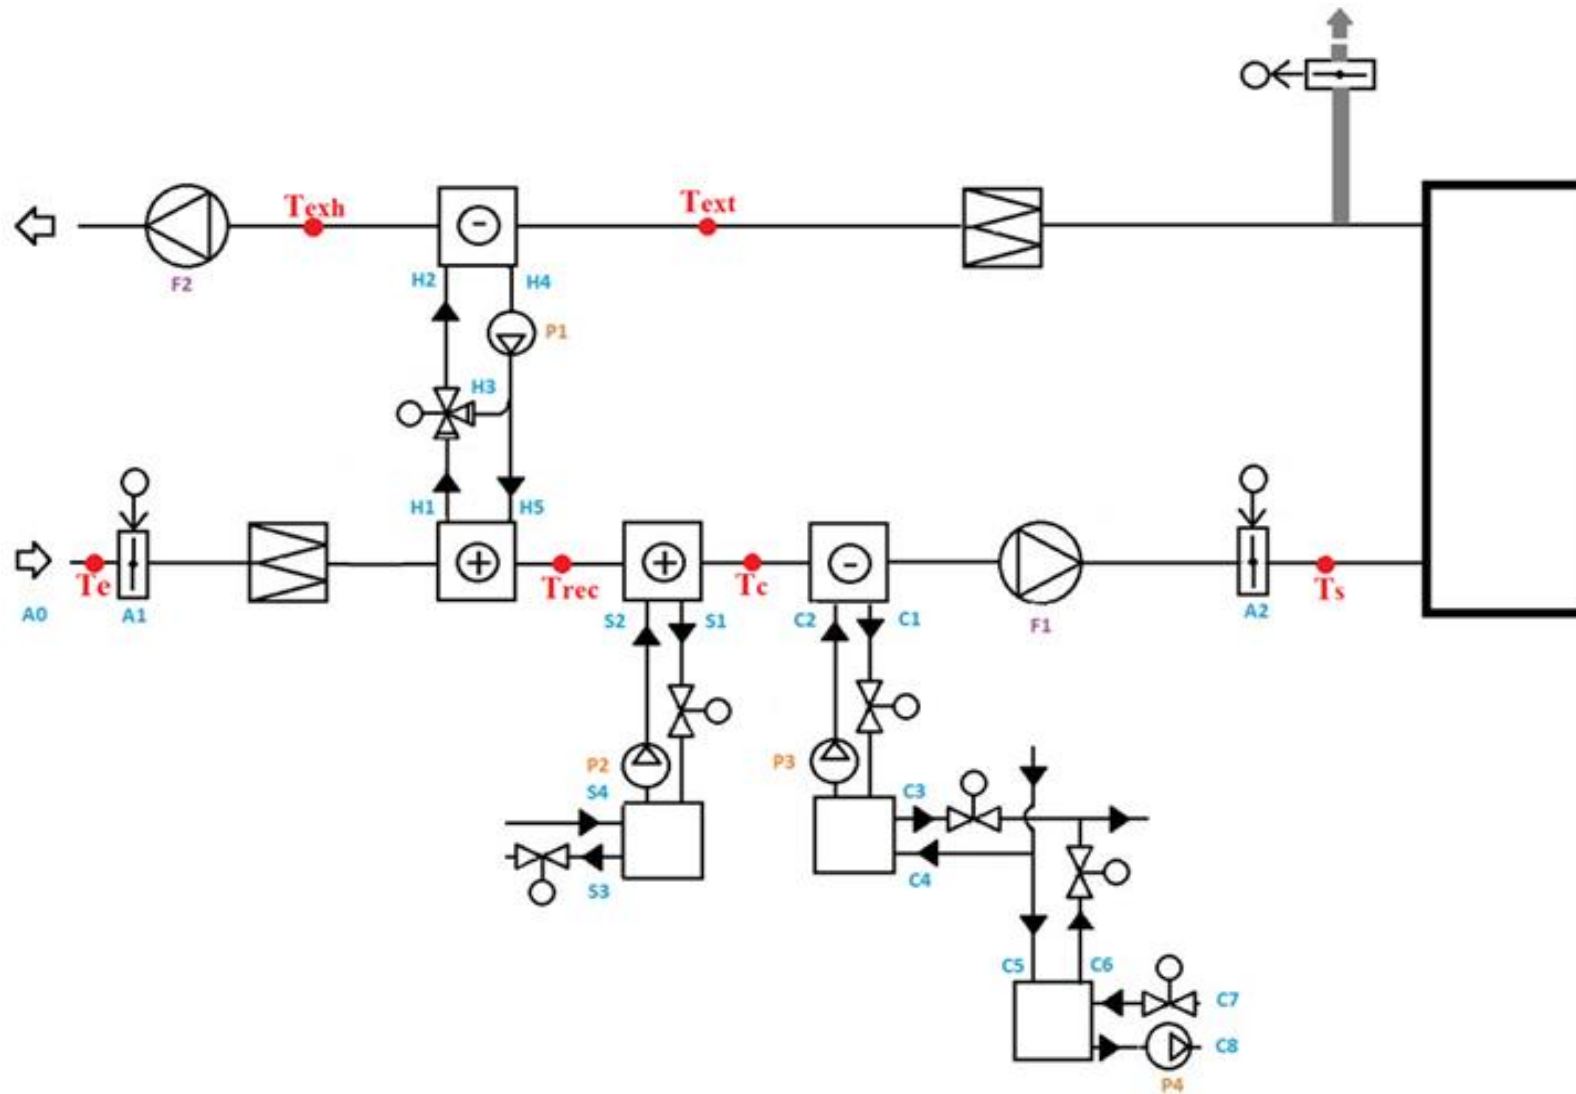 Texh
Text
F2
H2
H4
P1
H3
H1
H5
Te
Trec
Tc
Ts
A0
A1
S2
S1
C2
C1
F1
A2
P2
P3
S4
C3
S3
C4
C5
C6
C7
C8
P4
+
+
-
-